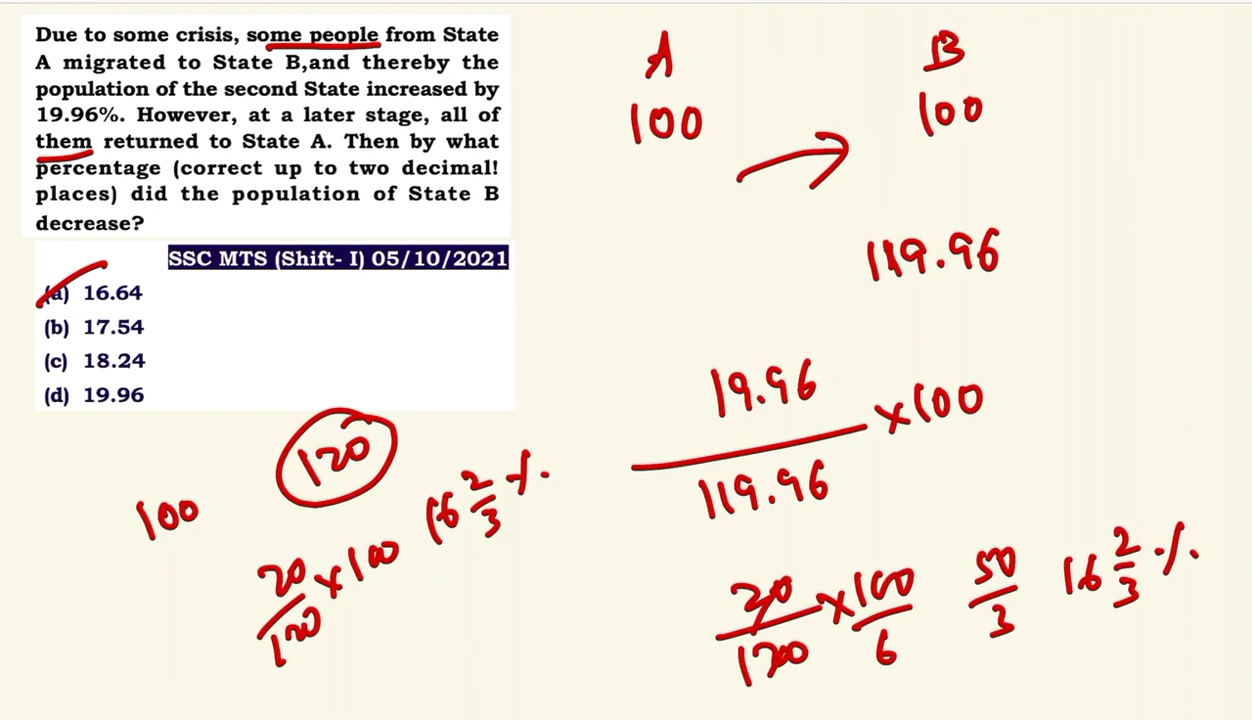 Due to some crisis, some people from State
A migrated to State B,and thereby the
population of the second State increased by
19.96%. However, at a later stage, all of
them returned to State A. Then by what
percentage (correct up to two decimal!
places) did the population of State B
decrease?
SSC MTS (Shift- I) 05/10/2021
(a) 16.64
(b) 17.54
(c) 18.24
(d) 19.96
A B
100 100
119.96
19.96
119.96
×100
120
100
20
120
×100
16 2/3 %
20
×100
6
50
3
16 2/3 %